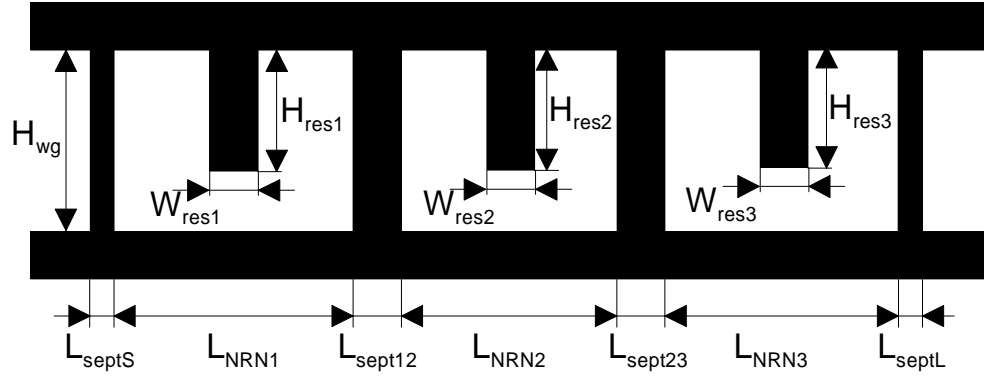 H_wg
H_res1
H_res2
H_res3
W_res1
W_res2
W_res3
L_septS
L_NRN1
L_sept12
L_NRN2
L_sept23
L_NRN3
L_septL